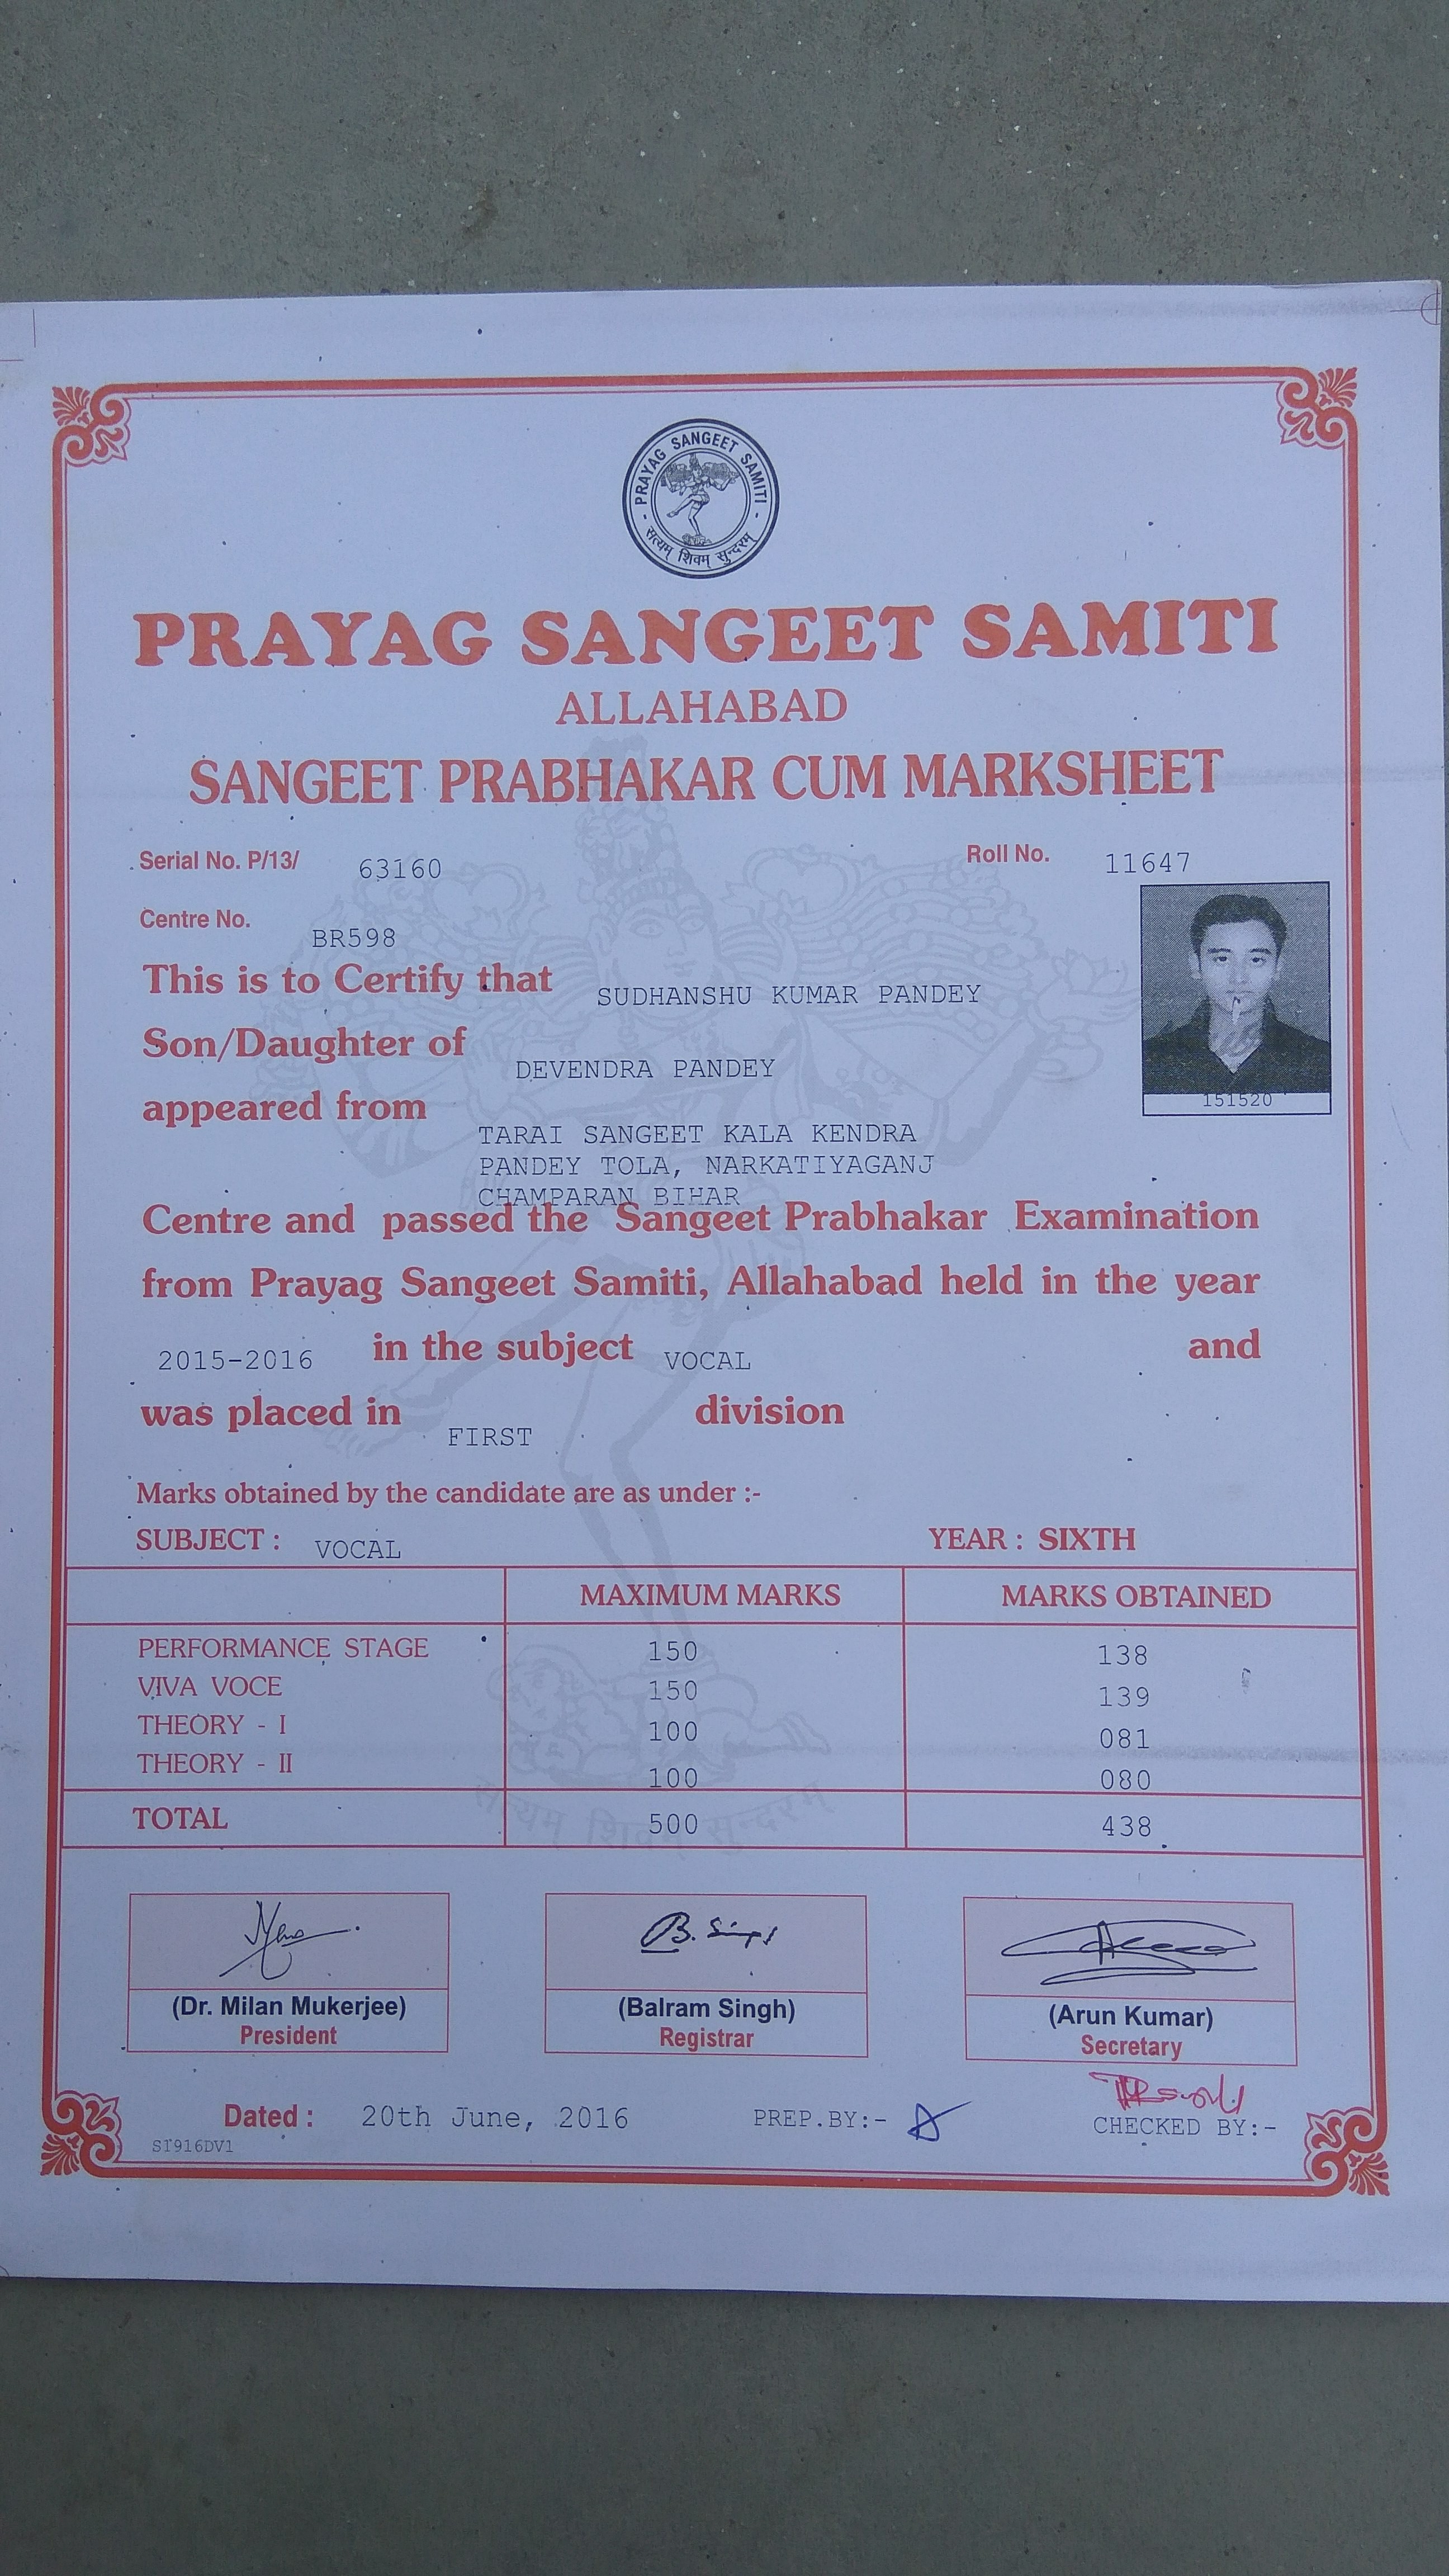 PRAYAG SANGEET SAMITI
सत्यम् शिवम् सुन्दरम्
PRAYAG SANGEET SAMITI
ALLAHABAD
SANGEET PRABHAKAR CUM MARKSHEET
Serial No. P/13/ 63160 Roll No. 11647
Centre No. BR598
This is to Certify that SUDHANSHU KUMAR PANDEY
Son/Daughter of DEVENDRA PANDEY
151520
appeared from
TARAI SANGEET KALA KENDRA
PANDEY TOLA, NARKATIYAGANJ
CHAMPARAN BIHAR
Centre and passed the Sangeet Prabhakar Examination
from Prayag Sangeet Samiti, Allahabad held in the year
2015-2016 in the subject VOCAL and
was placed in FIRST division
Marks obtained by the candidate are as under :-
SUBJECT : VOCAL YEAR : SIXTH
MAXIMUM MARKS MARKS OBTAINED
PERFORMANCE STAGE 150 138
VIVA VOCE 150 139
THEORY - I 100 081
THEORY - II 100 080
TOTAL 500 438
सत्यम् शिवम् सुन्दरम्
B. Singh
(Dr. Milan Mukerjee) (Balram Singh) (Arun Kumar)
President Registrar Secretary
Dated : 20th June, 2016 PREP.BY:- CHECKED BY:-
ST916DV1